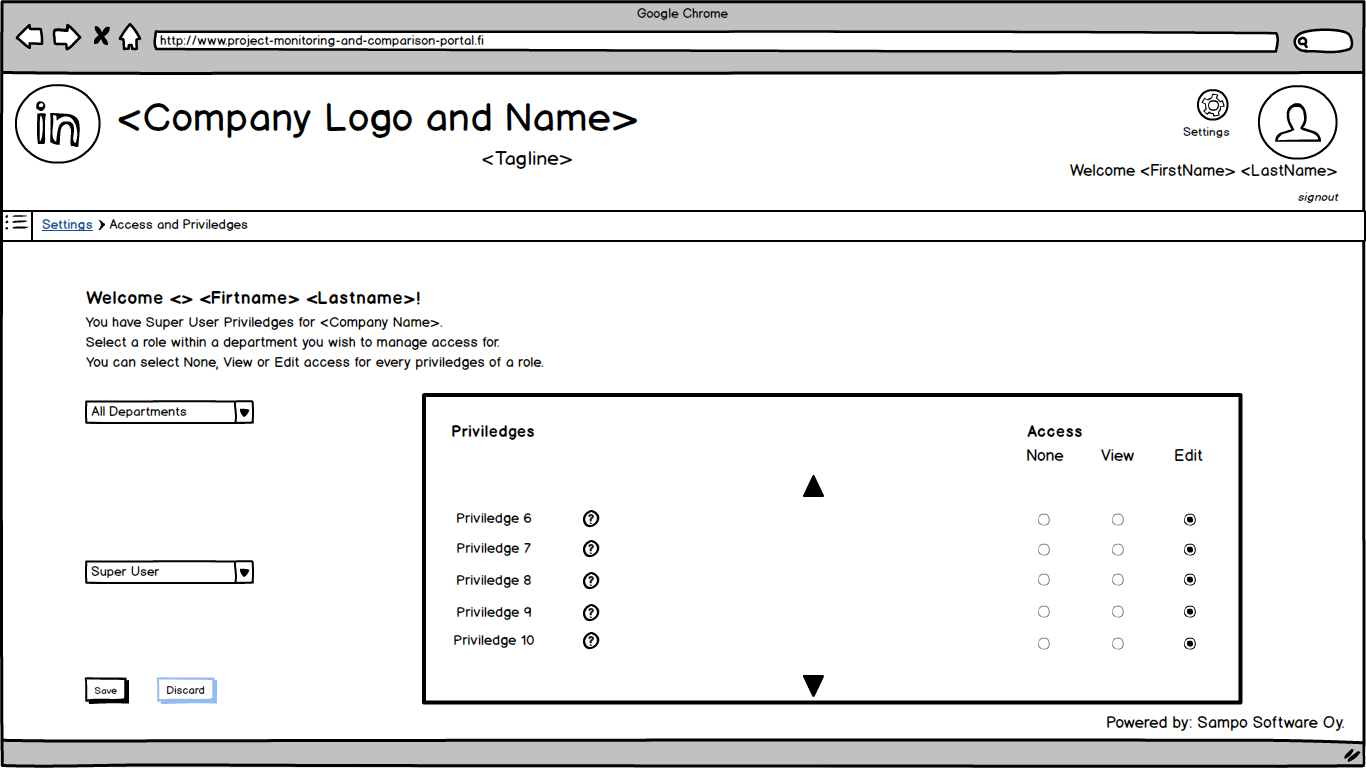 Google Chrome
http://www.project-monitoring-and-comparison-portal.fi
in
<Company Logo and Name>
<Tagline>
Settings
Welcome <FirstName> <LastName>
signout
Settings > Access and Priviledges
Welcome <> <Firtname> <Lastname>!
You have Super User Priviledges for <Company Name>.
Select a role within a department you wish to manage access for.
You can select None, View or Edit access for every priviledges of a role.
All Departments
Super User
Save
Discard
Priviledges
Access
None View Edit
Priviledge 6 ?
Priviledge 7 ?
Priviledge 8 ?
Priviledge 9 ?
Priviledge 10 ?
Powered by: Sampo Software Oy.